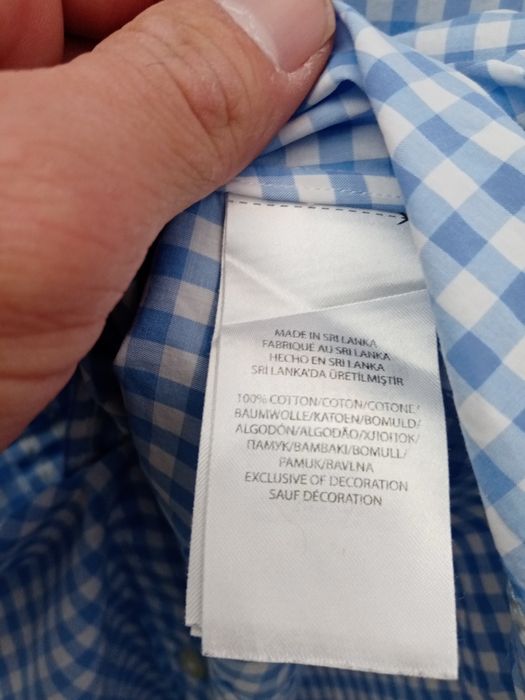 MADE IN SRI LANKA
FABRIQUÉ AU SRI LANKA
HECHO EN SRI LANKA
SRI LANKA'DA ÜRETİLMİŞTİR
100% COTTON/COTON/COTONE/
BAUMWOLLE/KATOEN/BOMULD/
ALGODÓN/ALGODÃO/ХЛОПОК/
ПАМУК/BAMBAKI/BOMULL/
PAMUK/BAVLNA
EXCLUSIVE OF DECORATION
SAUF DÉCORATION